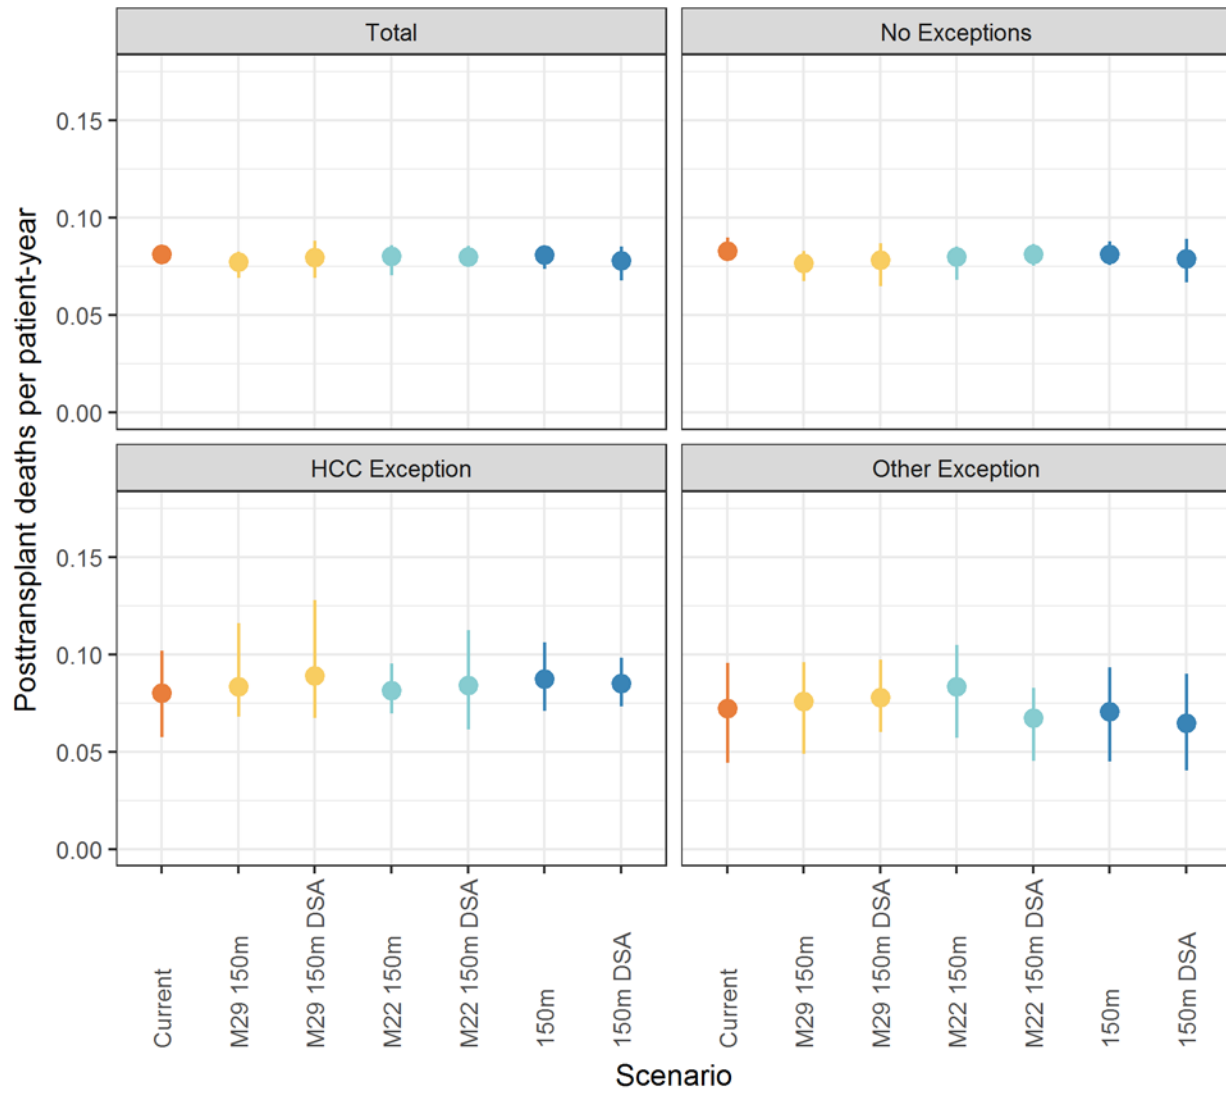 Total
No Exceptions
0.15
0.10
0.05
0.00
HCC Exception
Other Exception
0.15
0.10
0.05
0.00
Posttransplant deaths per patient-year
Current
M29 150m
M29 150m DSA
M22 150m
M22 150m DSA
150m
150m DSA
Current
M29 150m
M29 150m DSA
M22 150m
M22 150m DSA
150m
150m DSA
Scenario